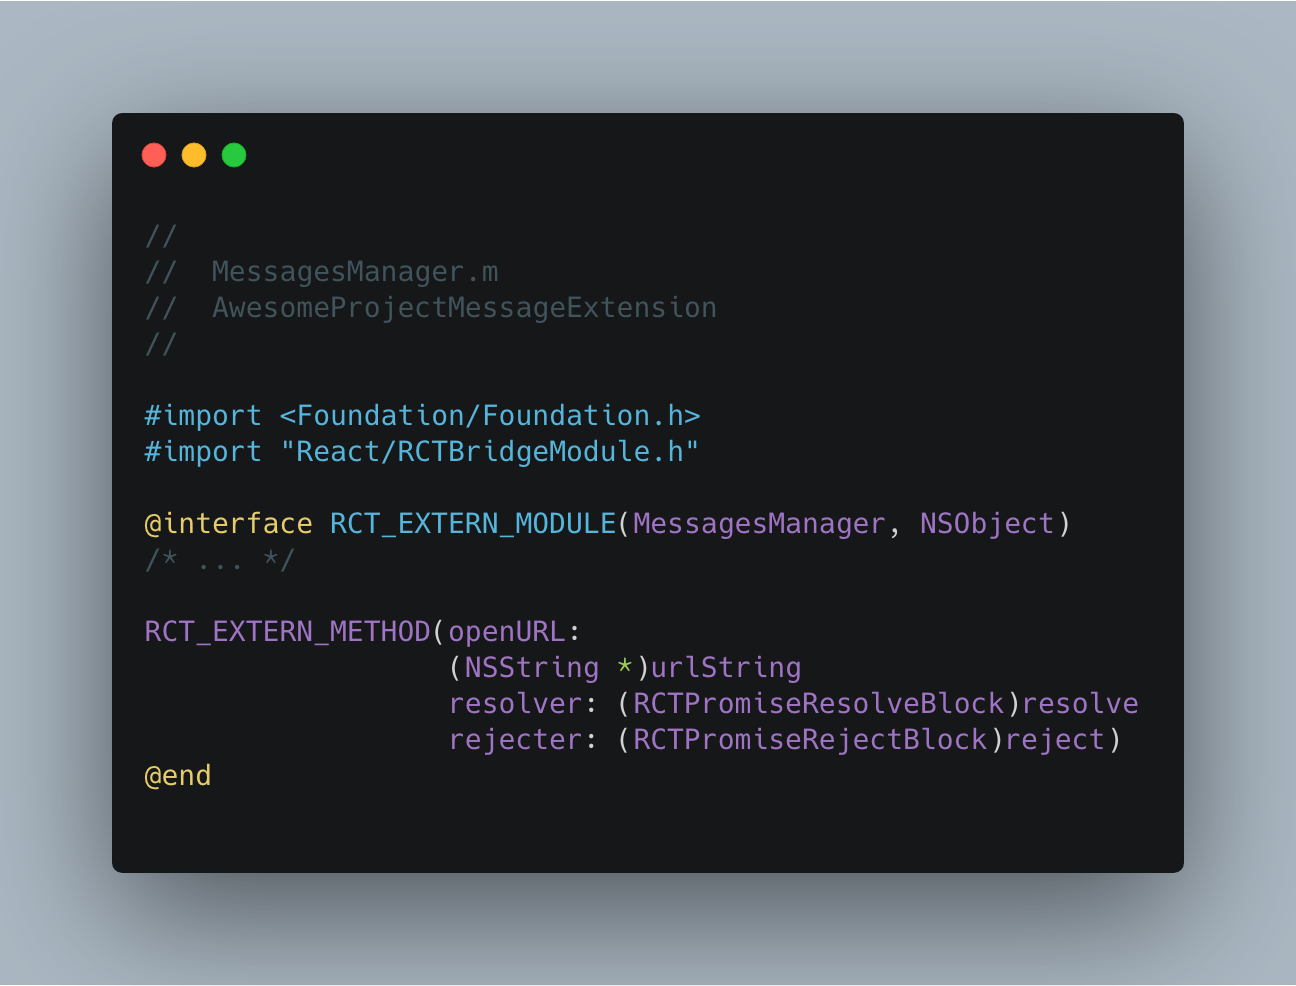 //
//  MessagesManager.m
//  AwesomeProjectMessageExtension
//
#import <Foundation/Foundation.h>
#import "React/RCTBridgeModule.h"
@interface RCT_EXTERN_MODULE(MessagesManager, NSObject)
/* ... */
RCT_EXTERN_METHOD(openURL:
                  (NSString *)urlString
                  resolver: (RCTPromiseResolveBlock)resolve
                  rejecter: (RCTPromiseRejectBlock)reject)
@end